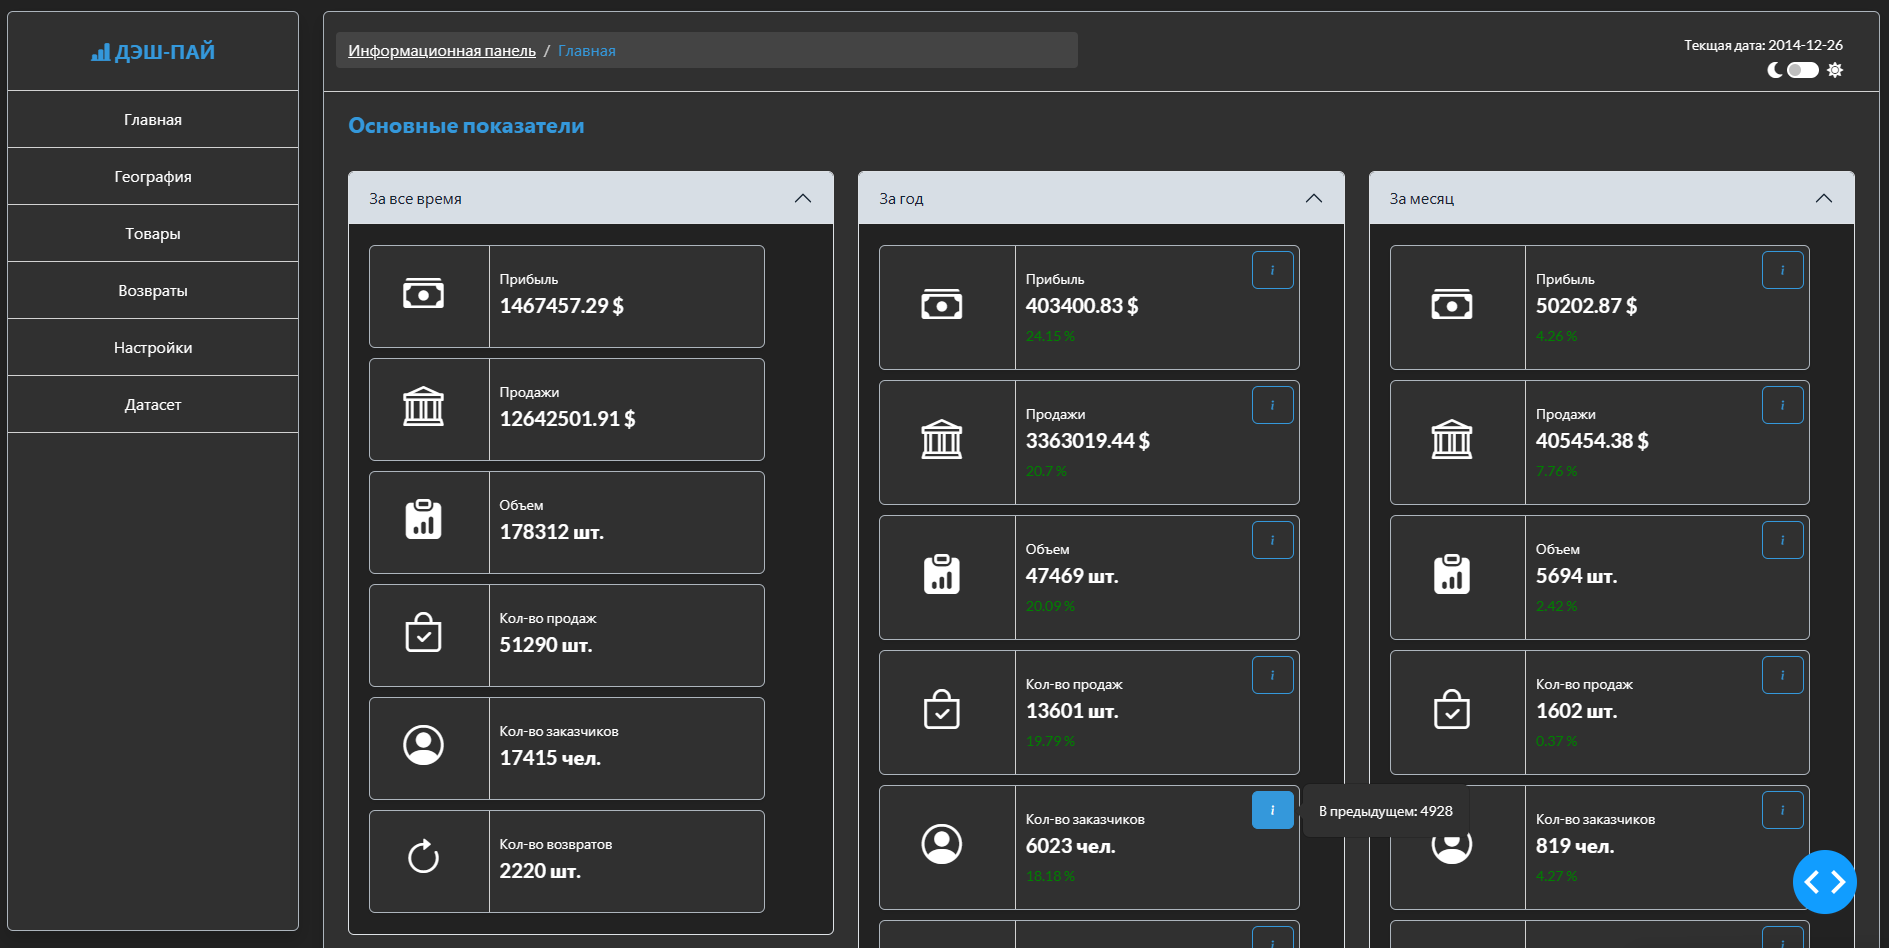 ДЭШ-ПАЙ
Главная
География
Товары
Возвраты
Настройки
Датасет
Информационная панель / Главная
Текщая дата: 2014-12-26
Основные показатели
За все время
Прибыль
1467457.29 $
Продажи
12642501.91 $
Объем
178312 шт.
Кол-во продаж
51290 шт.
Кол-во заказчиков
17415 чел.
Кол-во возвратов
2220 шт.
За год
Прибыль
403400.83 $
24.15 %
i
Продажи
3363019.44 $
20.7 %
i
Объем
47469 шт.
20.09 %
i
Кол-во продаж
13601 шт.
19.79 %
i
Кол-во заказчиков
6023 чел.
18.18 %
i
В предыдущем: 4928
i
За месяц
Прибыль
50202.87 $
4.26 %
i
Продажи
405454.38 $
7.76 %
i
Объем
5694 шт.
2.42 %
i
Кол-во продаж
1602 шт.
0.37 %
i
Кол-во заказчиков
819 чел.
4.27 %
i
i